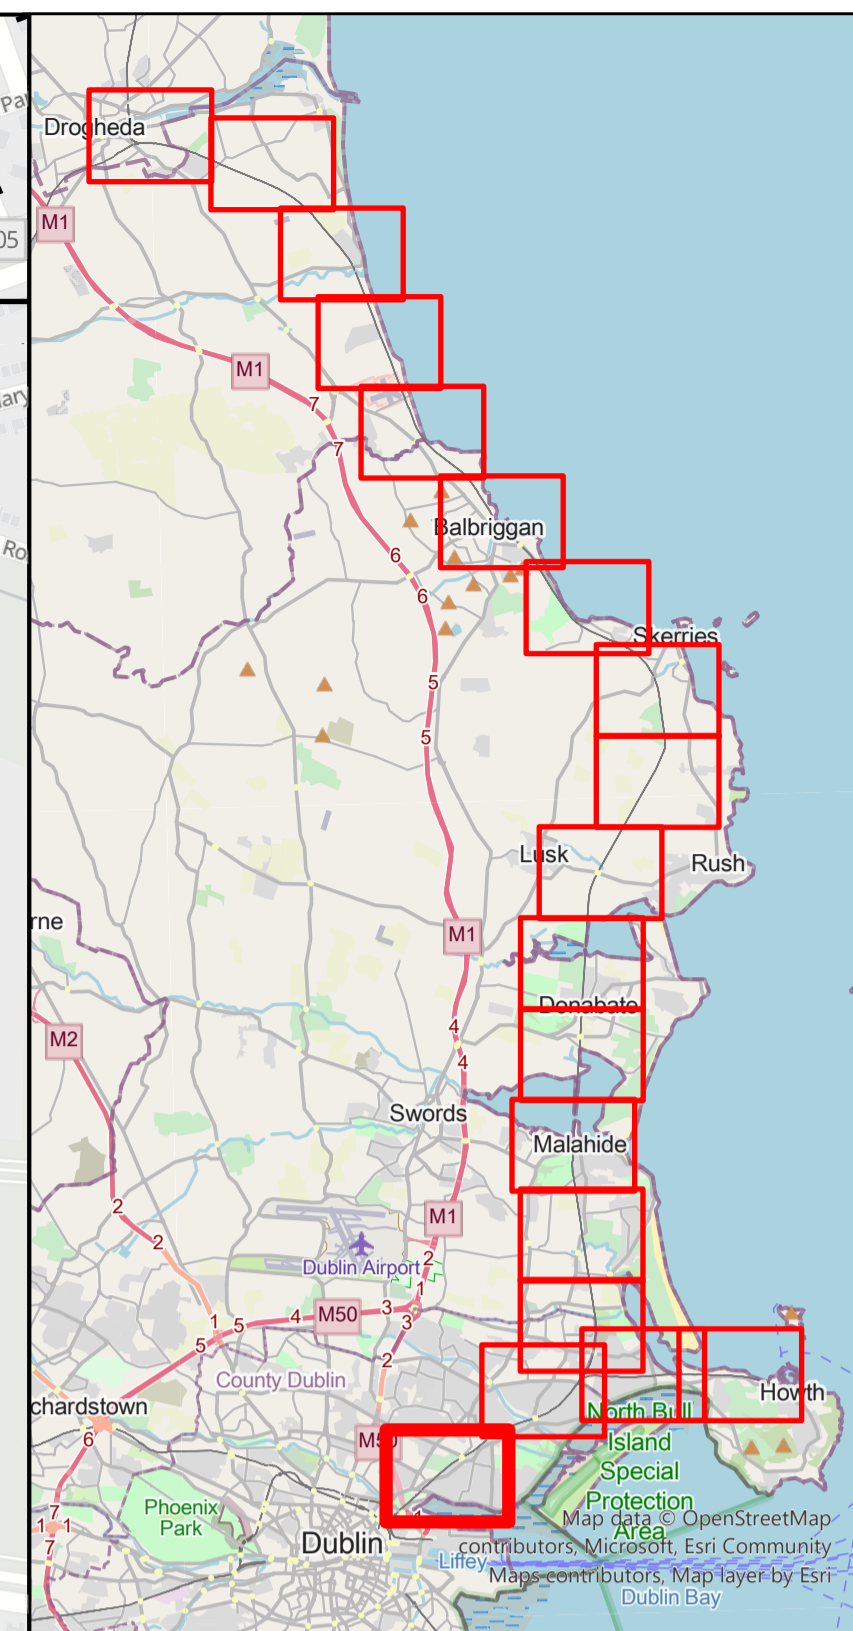 Drogheda
M1
05
M1
7
7
Balbriggan
6
6
Skerries
5
5
Lusk
Rush
rne
M1
Donabate
M2
4
4
Swords
Malahide
2
M1
2
Dublin Airport
2
1
M50
3
4
5
1
5
3
2
County Dublin
chardstown
Howth
6
M50
North Bull
Island
Special
Protection
Area
Phoenix
Park
7
1
1
7
Dublin
Liffey
Map data © OpenStreetMap
contributors, Microsoft, Esri Community
Maps contributors, Map layer by Esri
Dublin Bay